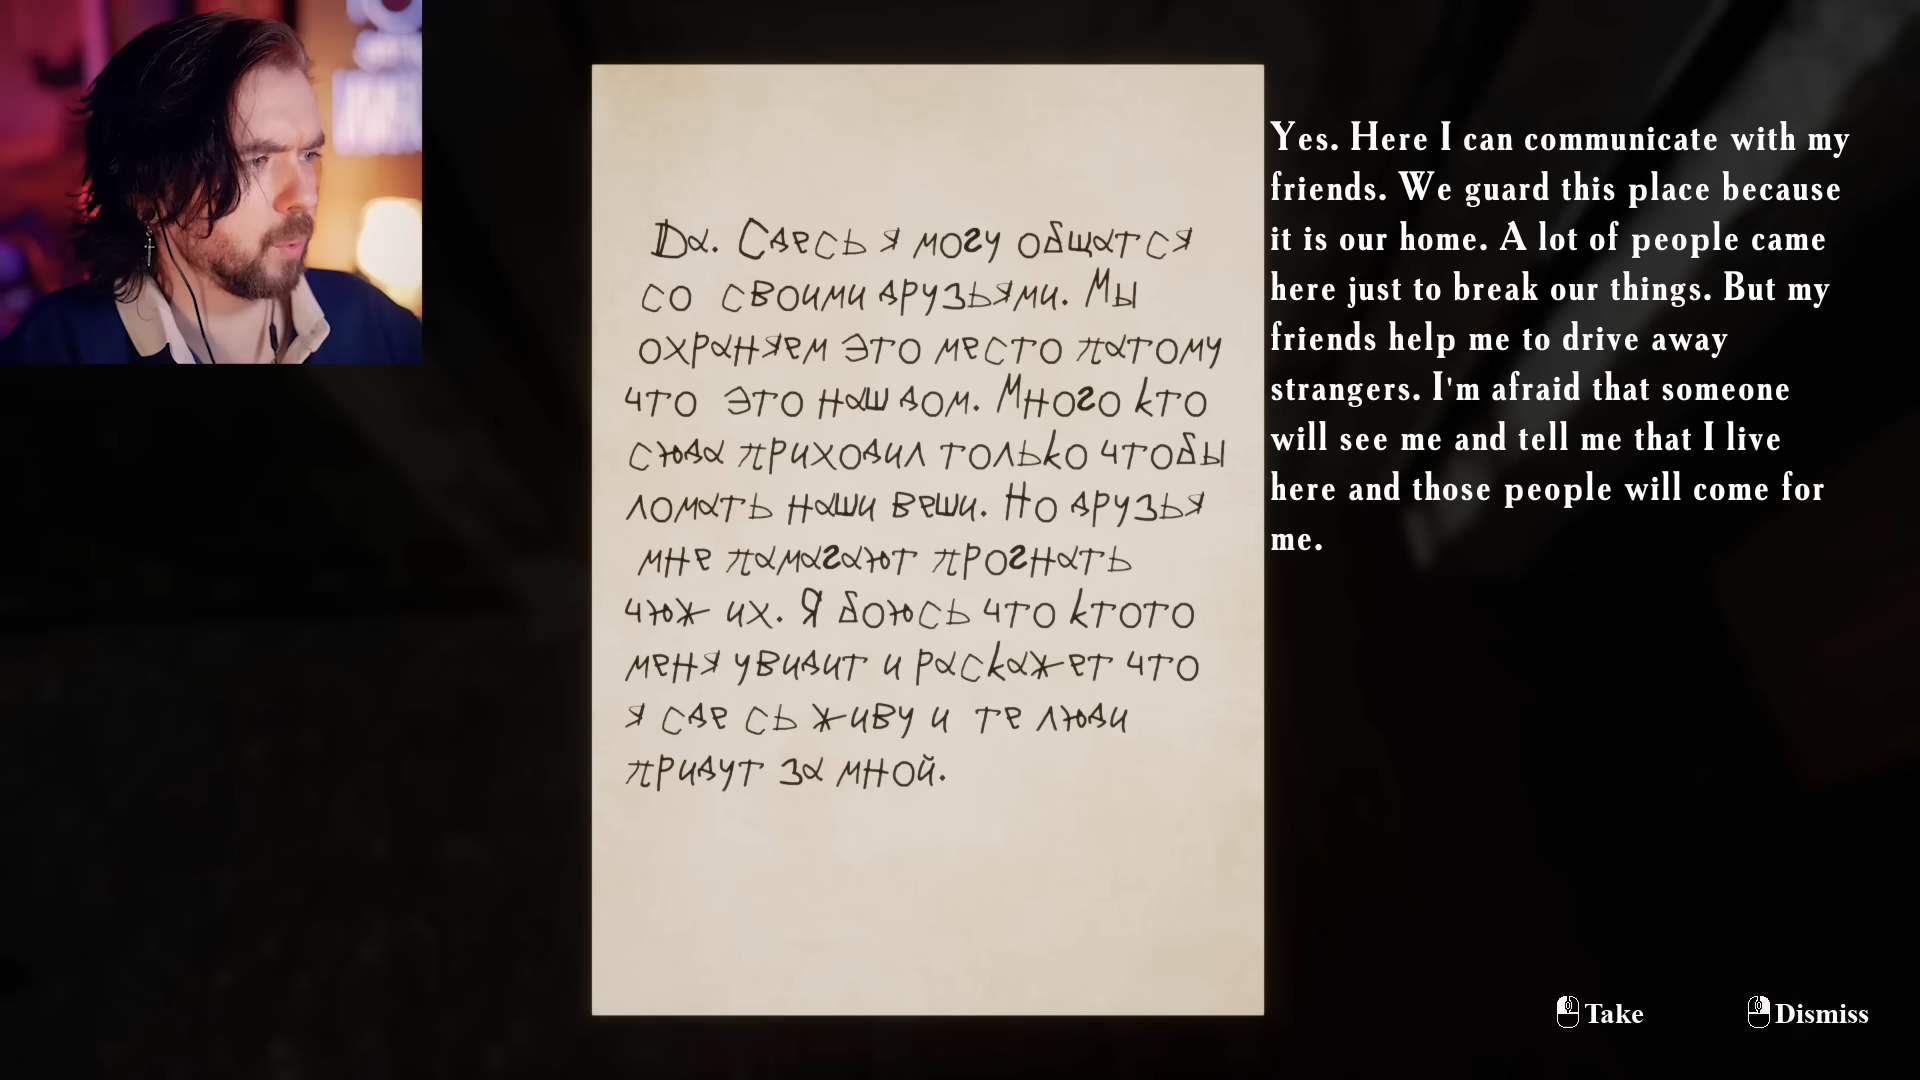 Да. Сдесь я могу общатся
со своими друзьями. Мы
охраняем это место патому
что это наш дом. Много кто
сюда приходил только чтобы
ломать наши веши. Но друзья
мне памагают прогнать
чюж их. Я боюсь что ктото
меня увидит и раскажет что
я сде сь живу и те люди
придут за мной.
Yes. Here I can communicate with my
friends. We guard this place because
it is our home. A lot of people came
here just to break our things. But my
friends help me to drive away
strangers. I'm afraid that someone
will see me and tell me that I live
here and those people will come for
me.
Take Dismiss